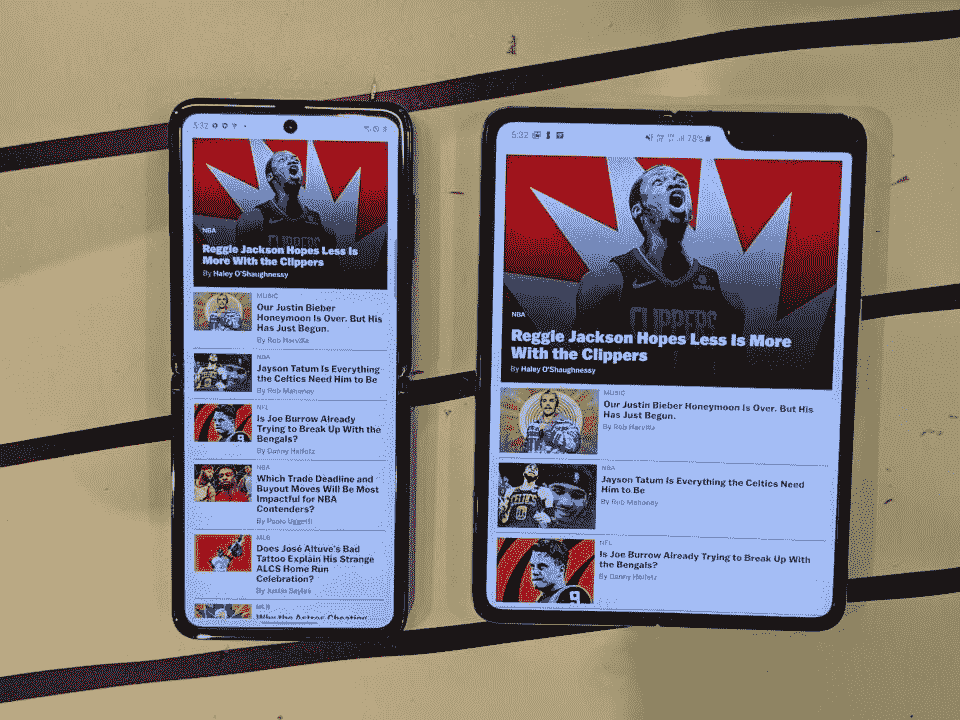 5:32
NBA
Reggie Jackson Hopes Less Is
More With the Clippers
By Haley O'Shaughnessy
MUSIC
Our Justin Bieber
Honeymoon Is Over. But His
Has Just Begun.
By Rob Harvilla
NBA
Jayson Tatum Is Everything
the Celtics Need Him to Be
By Rob Mahoney
NFL
Is Joe Burrow Already
Trying to Break Up With the
Bengals?
By Danny Heifetz
NBA
Which Trade Deadline and
Buyout Moves Will Be Most
Impactful for NBA
Contenders?
By Paolo Uggetti
MLB
Does José Altuve's Bad
Tattoo Explain His Strange
ALCS Home Run
Celebration?
By Justin Sayles
MLB
Why the Astros Cheating
5:32
78%
CLIPPERS
NBA
Reggie Jackson Hopes Less Is More
With the Clippers
By Haley O'Shaughnessy
MUSIC
Our Justin Bieber Honeymoon Is Over. But His
Has Just Begun.
By Rob Harvilla
NBA
Jayson Tatum Is Everything the Celtics Need
Him to Be
By Rob Mahoney
NFL
Is Joe Burrow Already Trying to Break Up With
the Bengals?
By Danny Heifetz
9